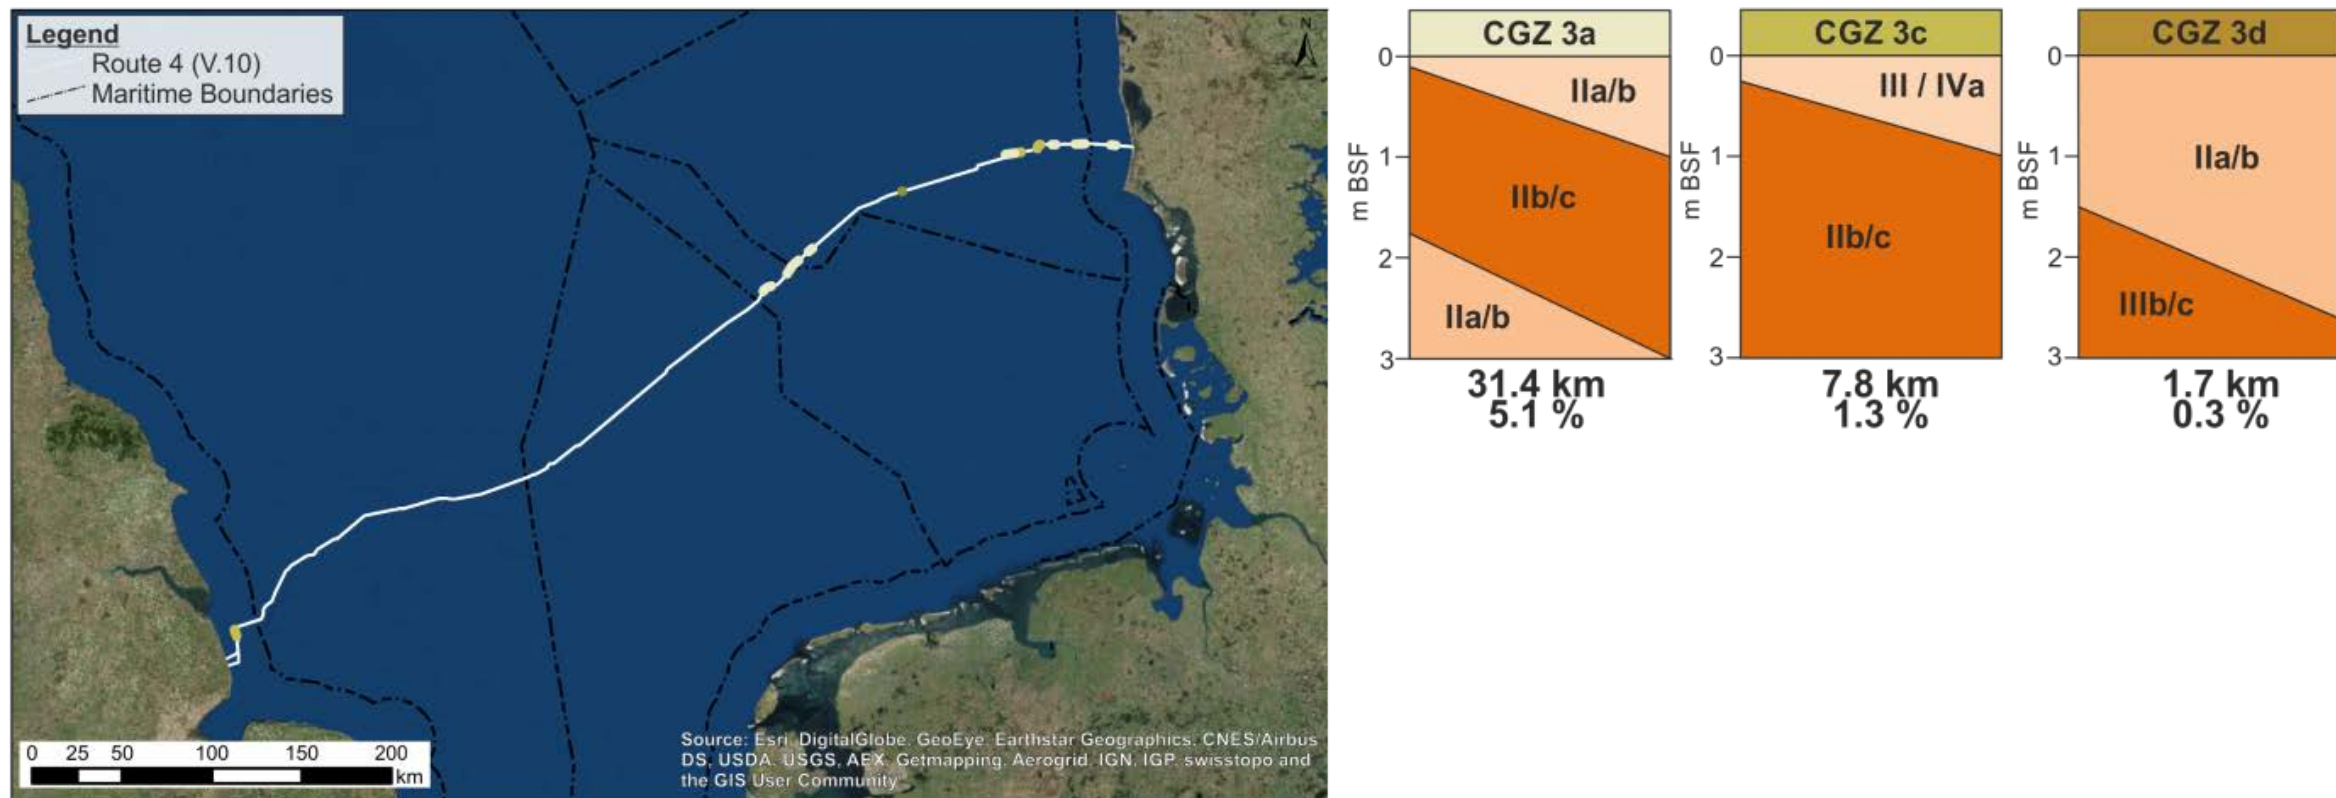 Legend
Route 4 (V.10)
Maritime Boundaries
N
0 25 50 100 150 200
km
Source: Esri, DigitalGlobe, GeoEye, Earthstar Geographics, CNES/Airbus
DS, USDA, USGS, AEX, Getmapping, Aerogrid, IGN, IGP, swisstopo and
the GIS User Community
CGZ 3a
0
1
2
3
m BSF
IIa/b
IIb/c
IIa/b
31.4 km
5.1 %
CGZ 3c
0
1
2
3
m BSF
III / IVa
IIb/c
7.8 km
1.3 %
CGZ 3d
0
1
2
3
m BSF
IIa/b
IIIb/c
1.7 km
0.3 %